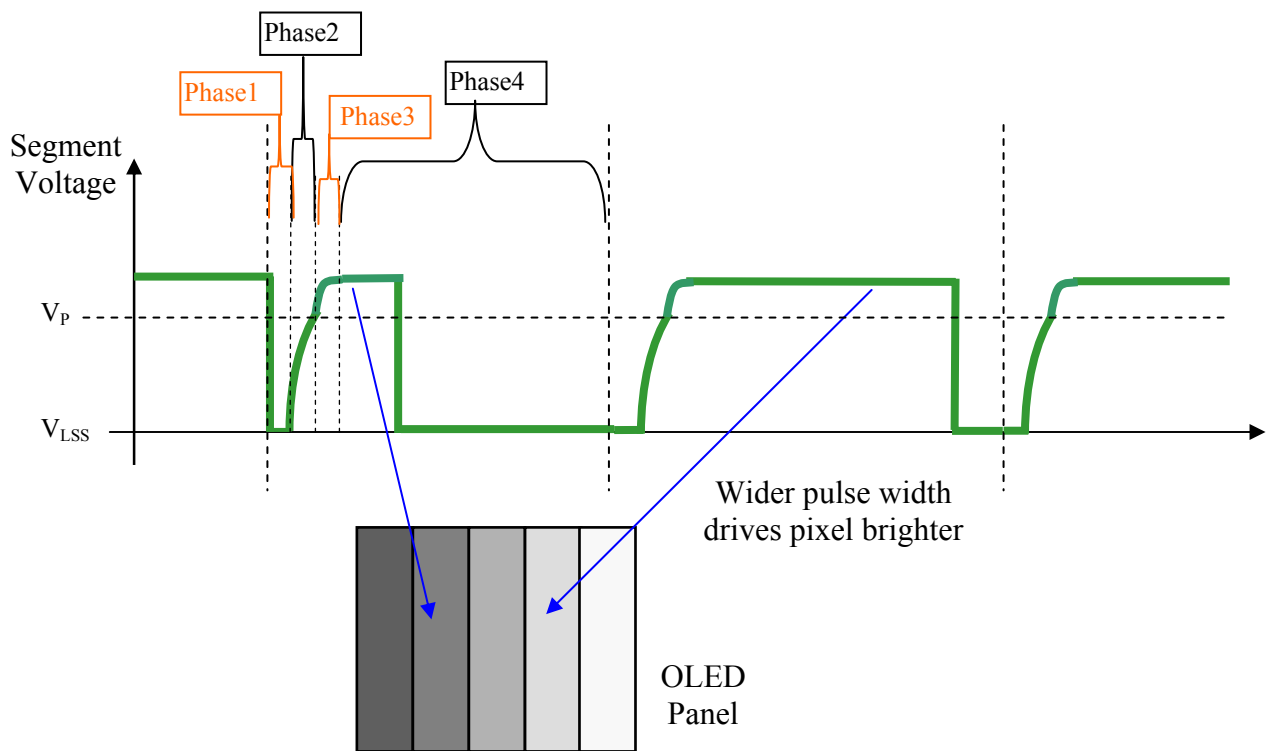 Phase2
Phase1
Phase4
Phase3
Segment
Voltage
VP
VLSS
Wider pulse width
drives pixel brighter
OLED
Panel